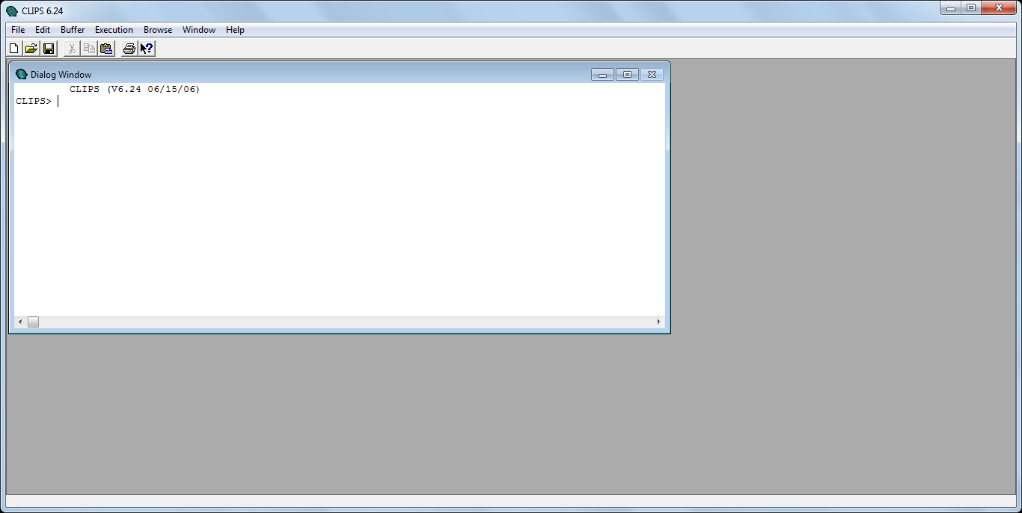 CLIPS 6.24
File Edit Buffer Execution Browse Window Help
Dialog Window
CLIPS (V6.24 06/15/06)
CLIPS>